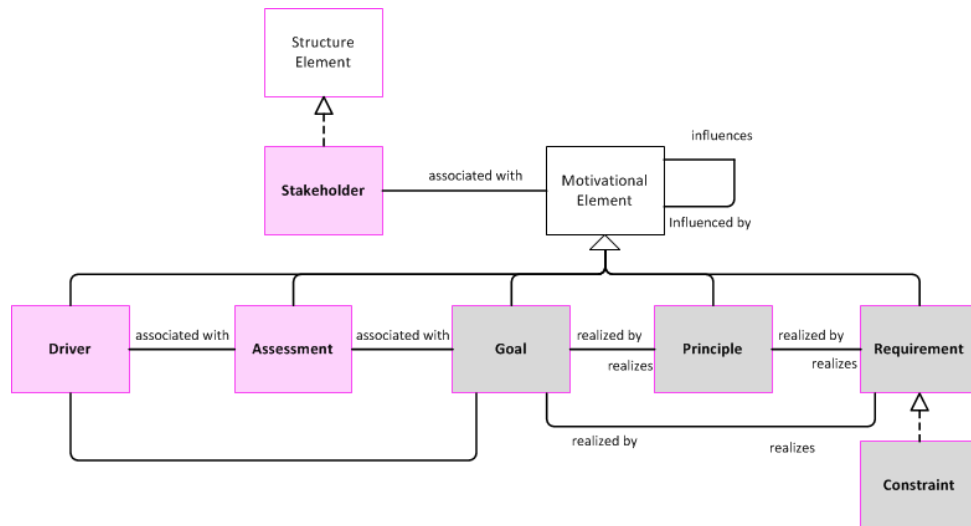 Structure
Element
influences
Stakeholder
associated with
Motivational
Element
Influenced by
Driver
associated with
Assessment
associated with
Goal
realized by
realizes
Principle
realized by
realizes
Requirement
realized by
realizes
Constraint